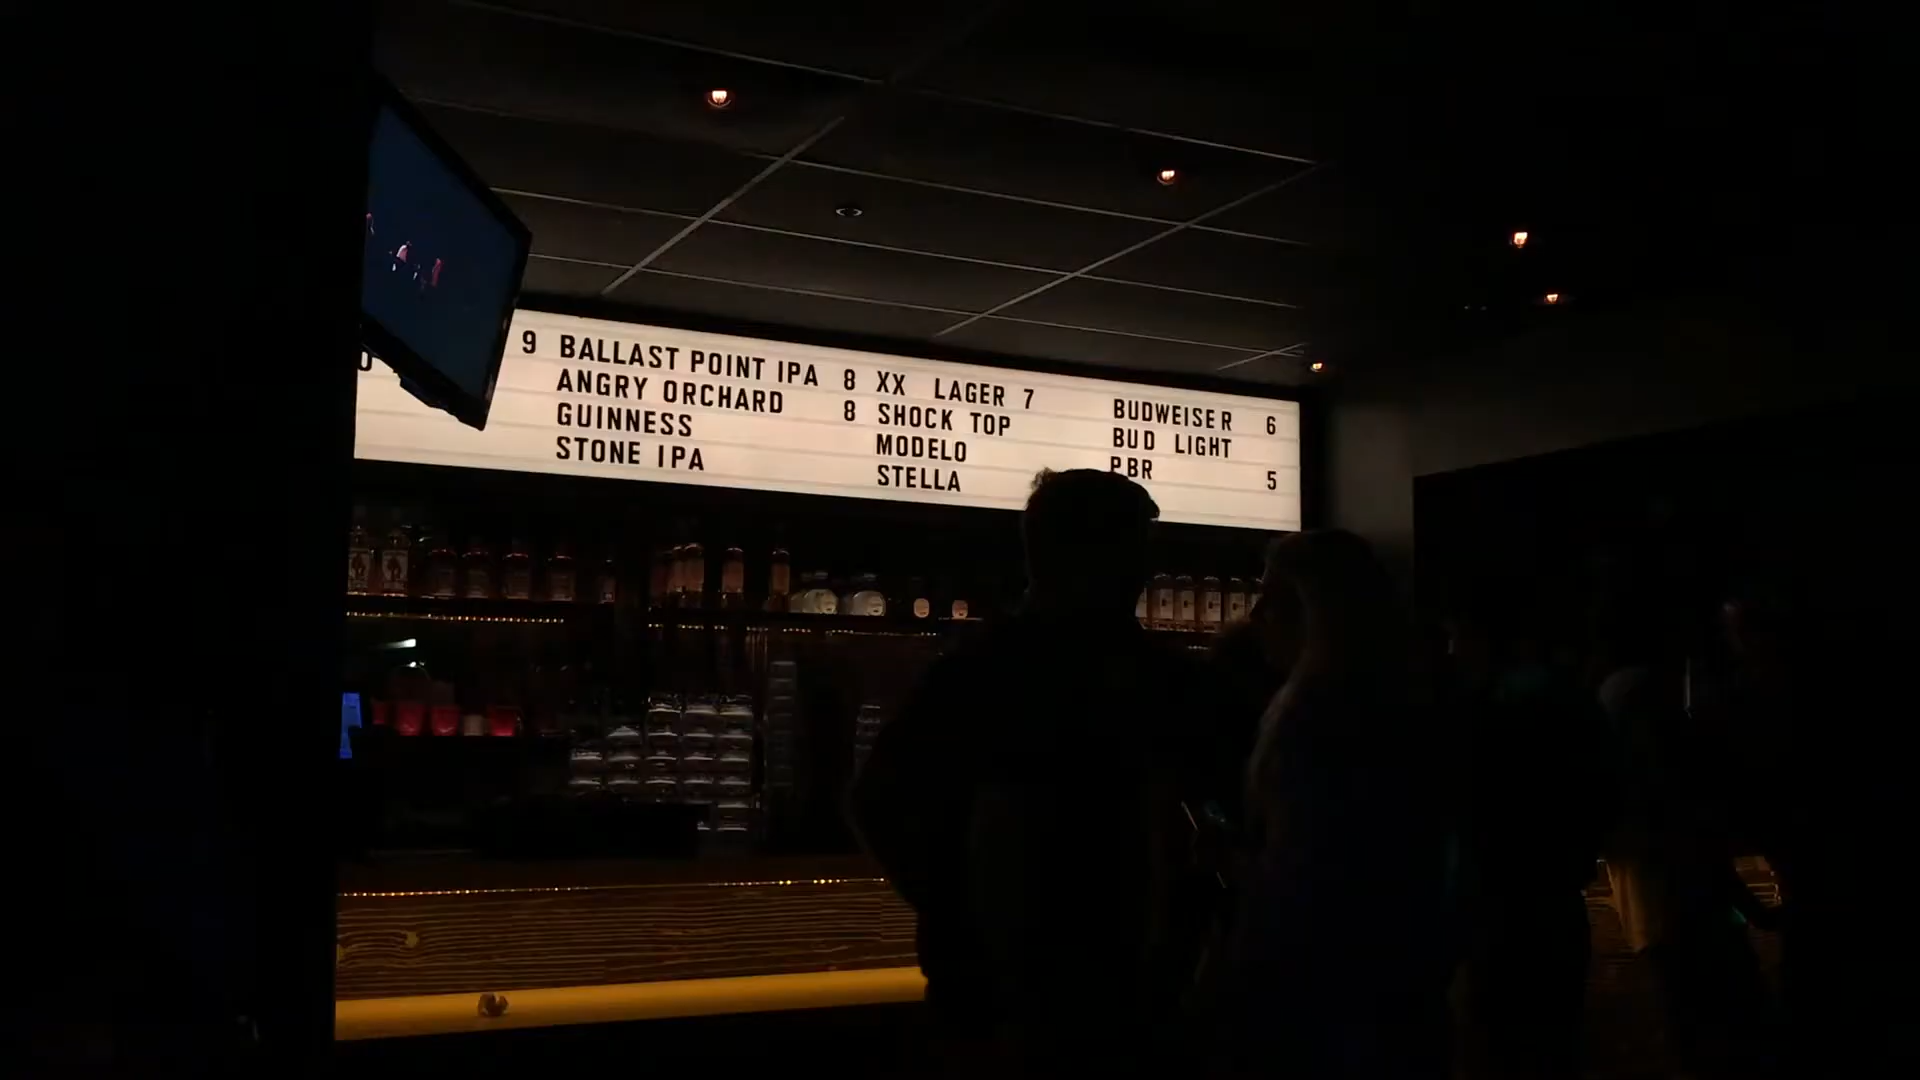 9 BALLAST POINT IPA 8 XX LAGER 7
ANGRY ORCHARD 8 SHOCK TOP BUDWEISER 6
GUINNESS MODELO BUD LIGHT
STONE IPA STELLA PBR 5